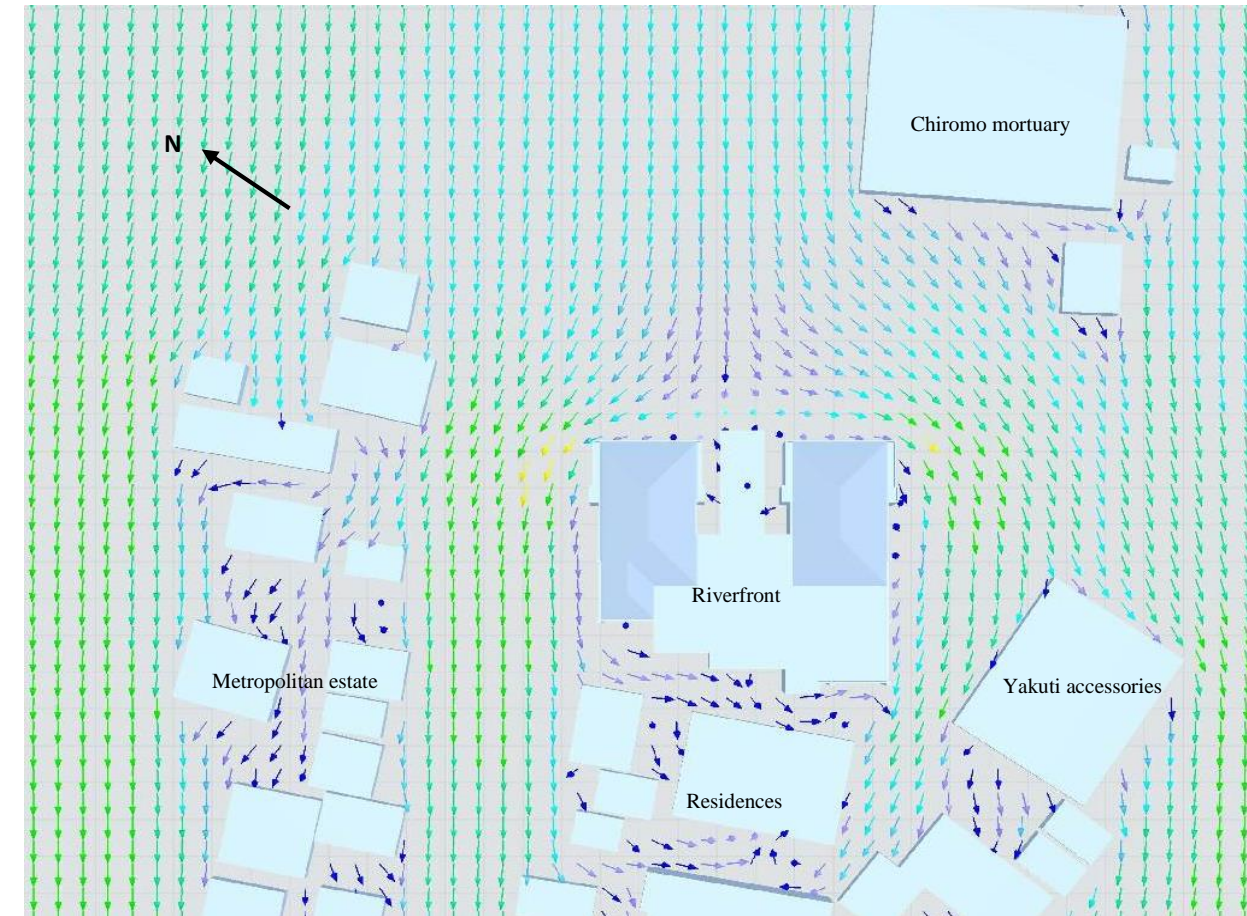 Chiromo mortuary
N
Riverfront
Metropolitan estate
Yakuti accessories
Residences